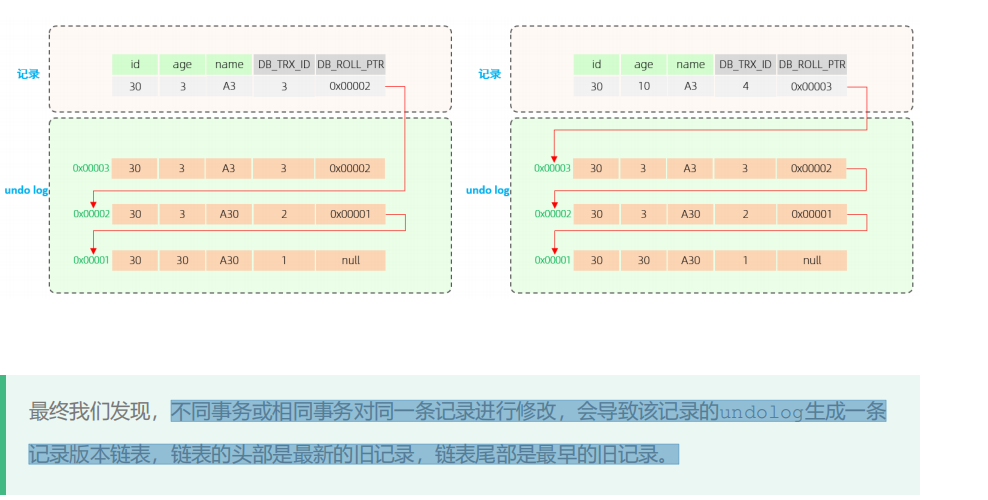 记录
id age name DB_TRX_ID DB_ROLL_PTR
30 3 A3 3 0x00002
undo log
0x00003 30 3 A3 3 0x00002
0x00002 30 3 A30 2 0x00001
0x00001 30 30 A30 1 null
记录
id age name DB_TRX_ID DB_ROLL_PTR
30 10 A3 4 0x00003
undo log
0x00003 30 3 A3 3 0x00002
0x00002 30 3 A30 2 0x00001
0x00001 30 30 A30 1 null
最终我们发现，不同事务或相同事务对同一条记录进行修改，会导致该记录的undolog生成一条
记录版本链表，链表的头部是最新的旧记录，链表尾部是最早的旧记录。